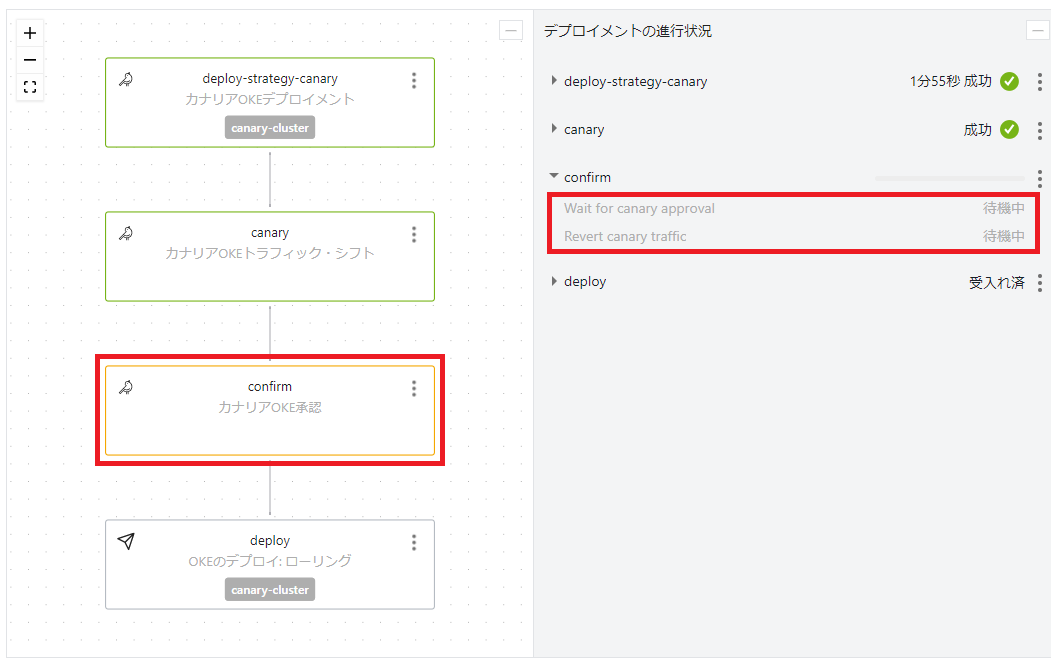 deploy-strategy-canary
カナリアOKEデプロイメント
canary-cluster
canary
カナリアOKEトラフィック・シフト
confirm
カナリアOKE承認
deploy
OKEのデプロイ: ローリング
canary-cluster
デプロイメントの進行状況
deploy-strategy-canary 1分55秒 成功
canary 成功
confirm
Wait for canary approval 待機中
Revert canary traffic 待機中
deploy 受入れ済